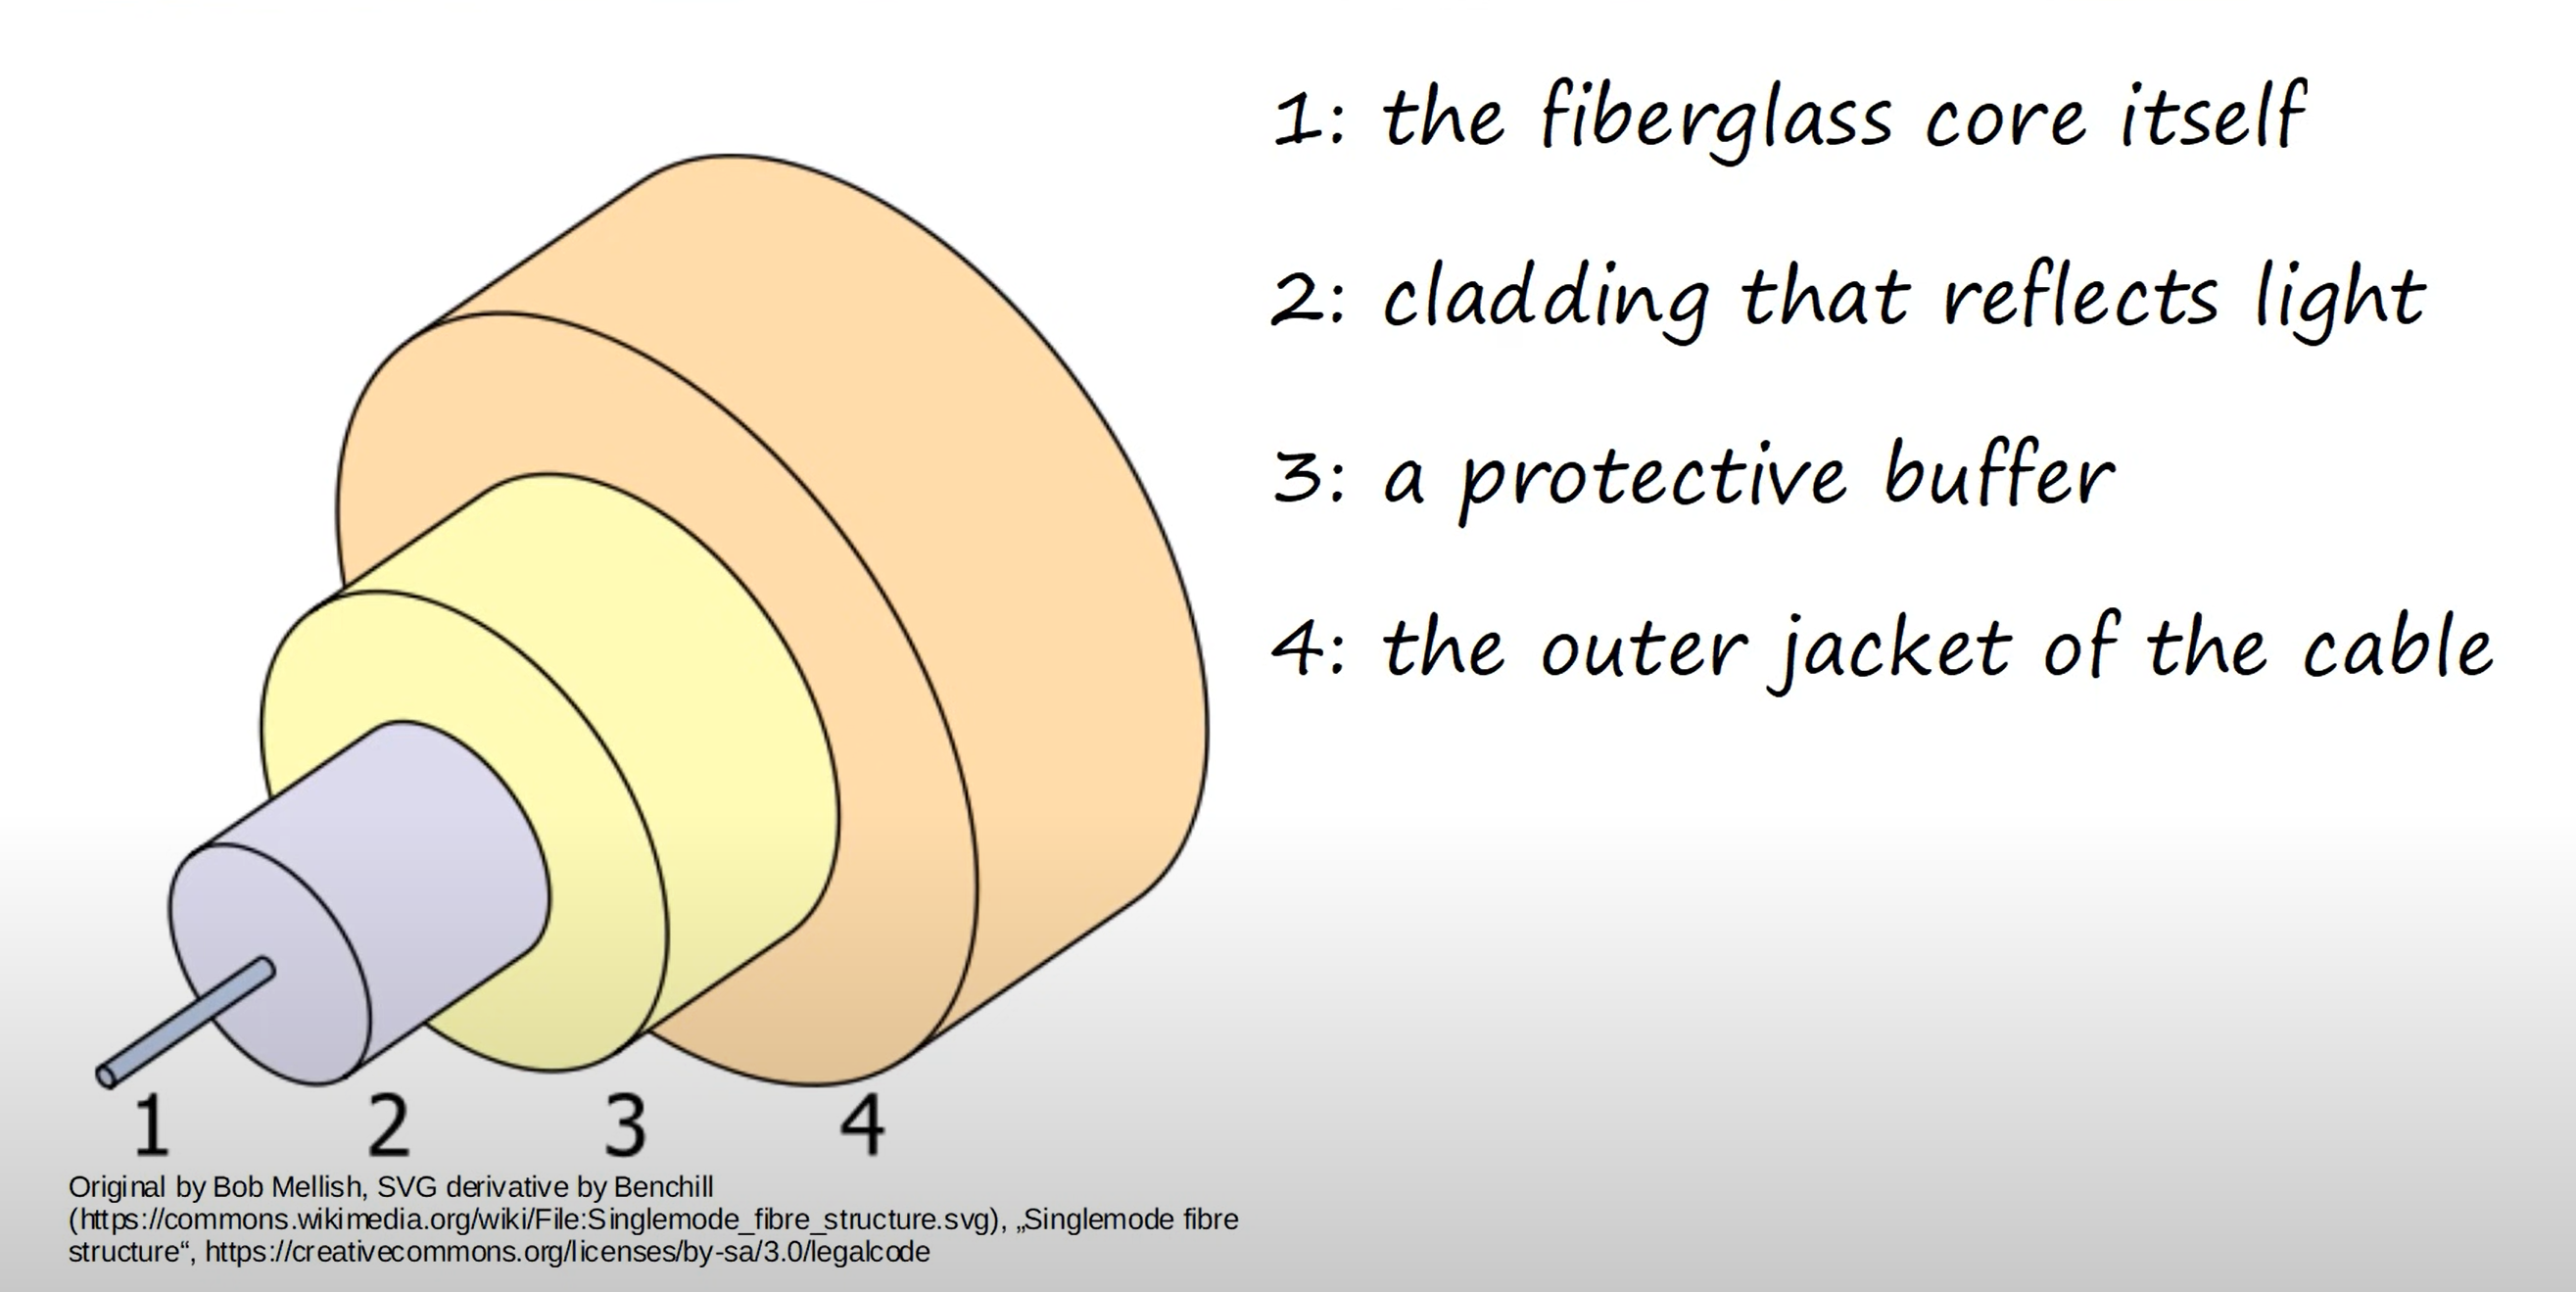 1: the fiberglass core itself
2: cladding that reflects light
3: a protective buffer
4: the outer jacket of the cable
1 2 3 4
Original by Bob Mellish, SVG derivative by Benchill
(https://commons.wikimedia.org/wiki/File:Singlemode_fibre_structure.svg), „Singlemode fibre
structure“, https://creativecommons.org/licenses/by-sa/3.0/legalcode